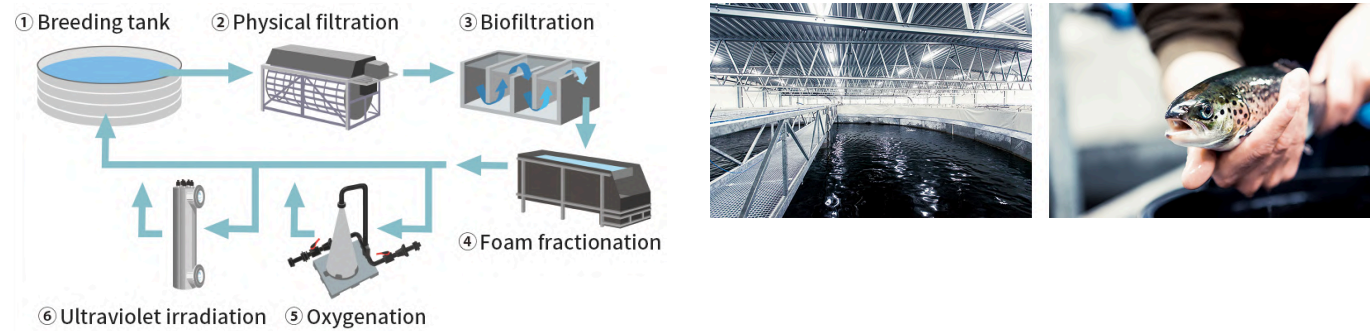 ① Breeding tank
② Physical filtration
③ Biofiltration
④ Foam fractionation
⑥ Ultraviolet irradiation
⑤ Oxygenation